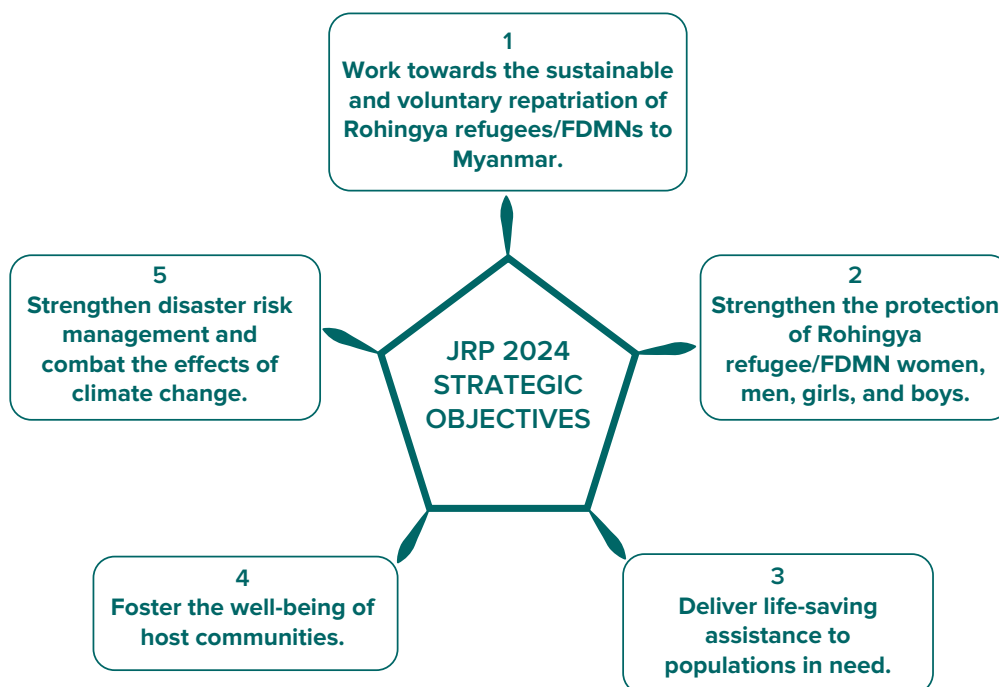 1
Work towards the sustainable
and voluntary repatriation of
Rohingya refugees/FDMNs to
Myanmar.
5
Strengthen disaster risk
management and
combat the effects of
climate change.
JRP 2024
STRATEGIC
OBJECTIVES
2
Strengthen the protection
of Rohingya
refugee/FDMN women,
men, girls, and boys.
4
Foster the well-being of
host communities.
3
Deliver life-saving
assistance to
populations in need.